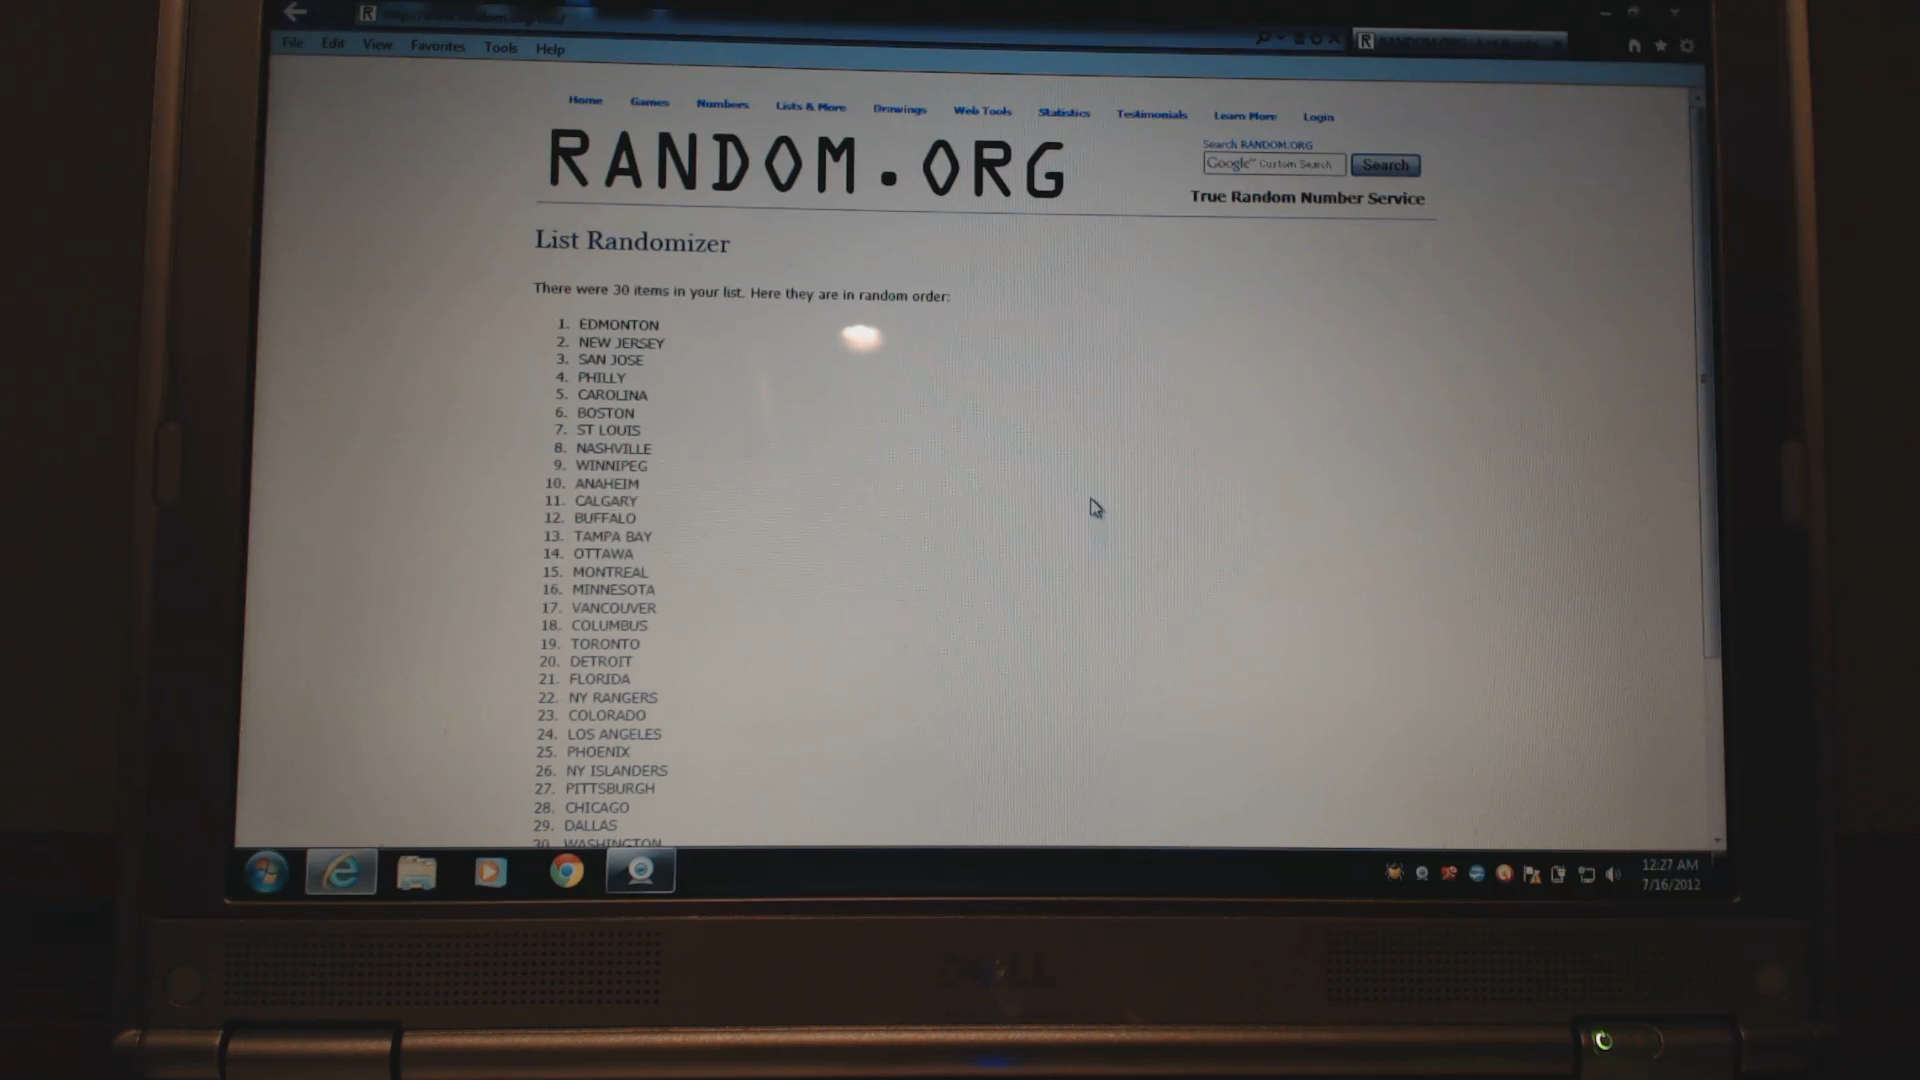 File Edit View Favorites Tools Help
Home Games Numbers Lists & More Drawings Web Tools Statistics Testimonials Learn More Login
RANDOM.ORG
Search RANDOM.ORG
Google™ Custom Search Search
True Random Number Service
List Randomizer
There were 30 items in your list. Here they are in random order:
1. EDMONTON
2. NEW JERSEY
3. SAN JOSE
4. PHILLY
5. CAROLINA
6. BOSTON
7. ST LOUIS
8. NASHVILLE
9. WINNIPEG
10. ANAHEIM
11. CALGARY
12. BUFFALO
13. TAMPA BAY
14. OTTAWA
15. MONTREAL
16. MINNESOTA
17. VANCOUVER
18. COLUMBUS
19. TORONTO
20. DETROIT
21. FLORIDA
22. NY RANGERS
23. COLORADO
24. LOS ANGELES
25. PHOENIX
26. NY ISLANDERS
27. PITTSBURGH
28. CHICAGO
29. DALLAS
30. WASHINGTON
12:27 AM
7/16/2012
DELL